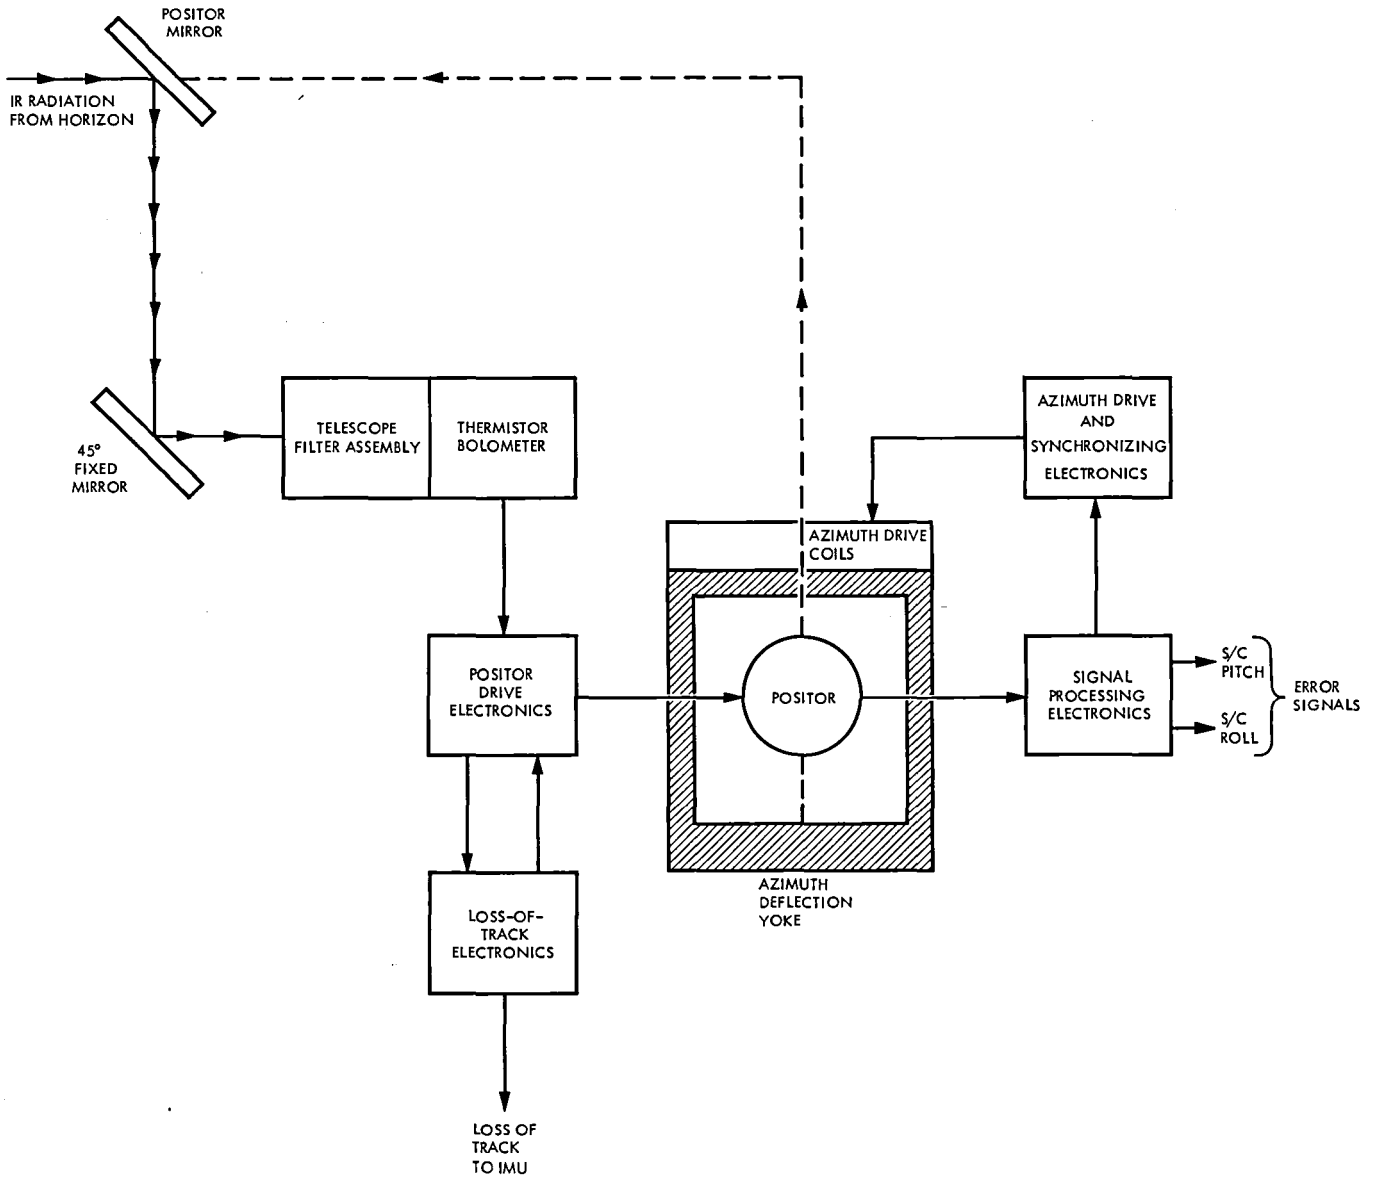 POSITOR
MIRROR
IR RADIATION
FROM HORIZON
45°
FIXED
MIRROR
TELESCOPE
FILTER ASSEMBLY
THERMISTOR
BOLOMETER
AZIMUTH DRIVE
AND
SYNCHRONIZING
ELECTRONICS
AZIMUTH DRIVE
COILS
POSITOR
DRIVE
ELECTRONICS
POSITOR
SIGNAL
PROCESSING
ELECTRONICS
S/C
PITCH
S/C
ROLL
ERROR
SIGNALS
AZIMUTH
DEFLECTION
YOKE
LOSS-OF-
TRACK
ELECTRONICS
LOSS OF
TRACK
TO IMU